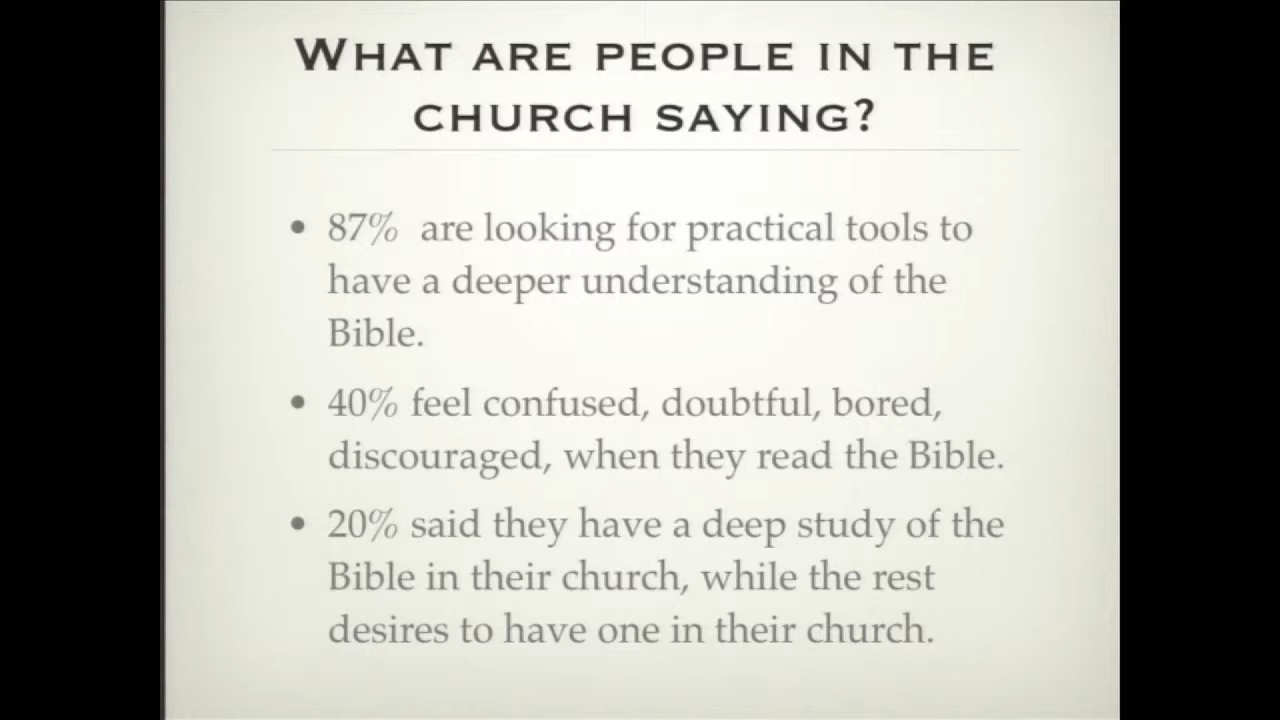 WHAT ARE PEOPLE IN THE
CHURCH SAYING?
• 87% are looking for practical tools to
have a deeper understanding of the
Bible.
• 40% feel confused, doubtful, bored,
discouraged, when they read the Bible.
• 20% said they have a deep study of the
Bible in their church, while the rest
desires to have one in their church.